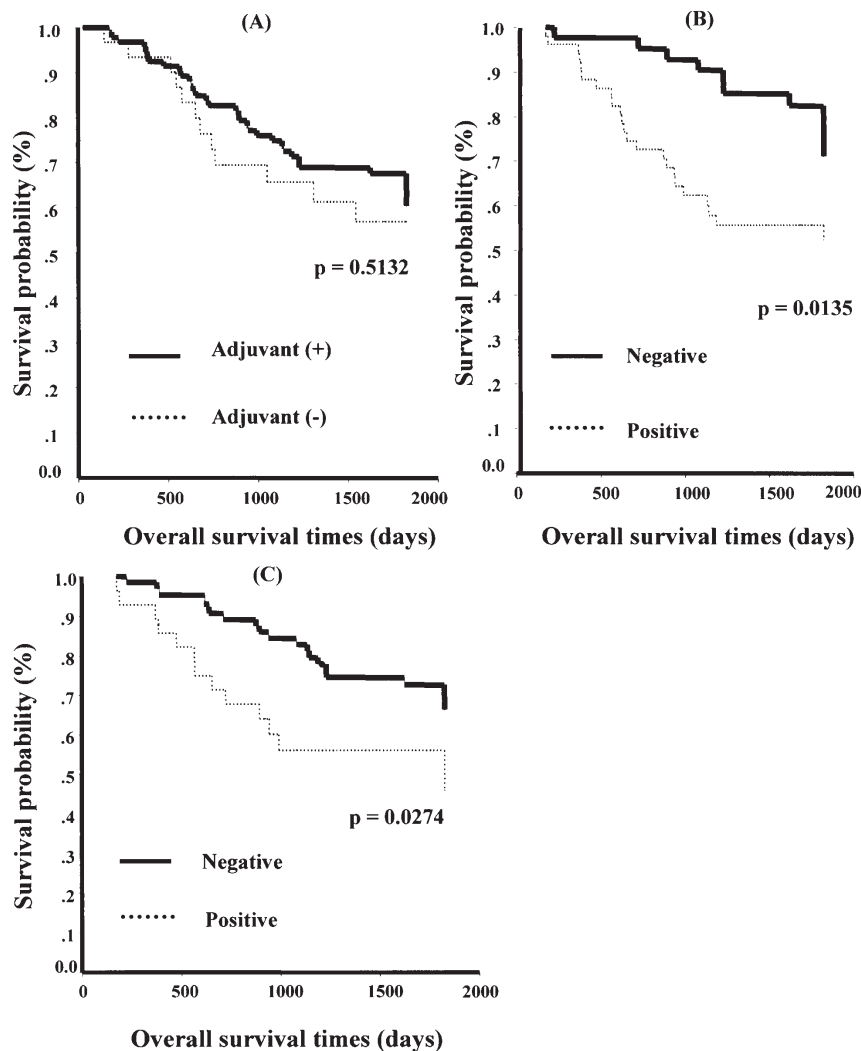 (A)
1.0
.9
.8
.7
.6
.5
.4
.3
.2
.1
0.0
Survival probability (%)
p = 0.5132
Adjuvant (+)
Adjuvant (-)
0 500 1000 1500 2000
Overall survival times (days)
(B)
1.0
.9
.8
.7
.6
.5
.4
.3
.2
.1
0.0
Survival probability (%)
p = 0.0135
Negative
Positive
0 500 1000 1500 2000
Overall survival times (days)
(C)
1.0
.9
.8
.7
.6
.5
.4
.3
.2
.1
0.0
Survival probability (%)
p = 0.0274
Negative
Positive
0 500 1000 1500 2000
Overall survival times (days)